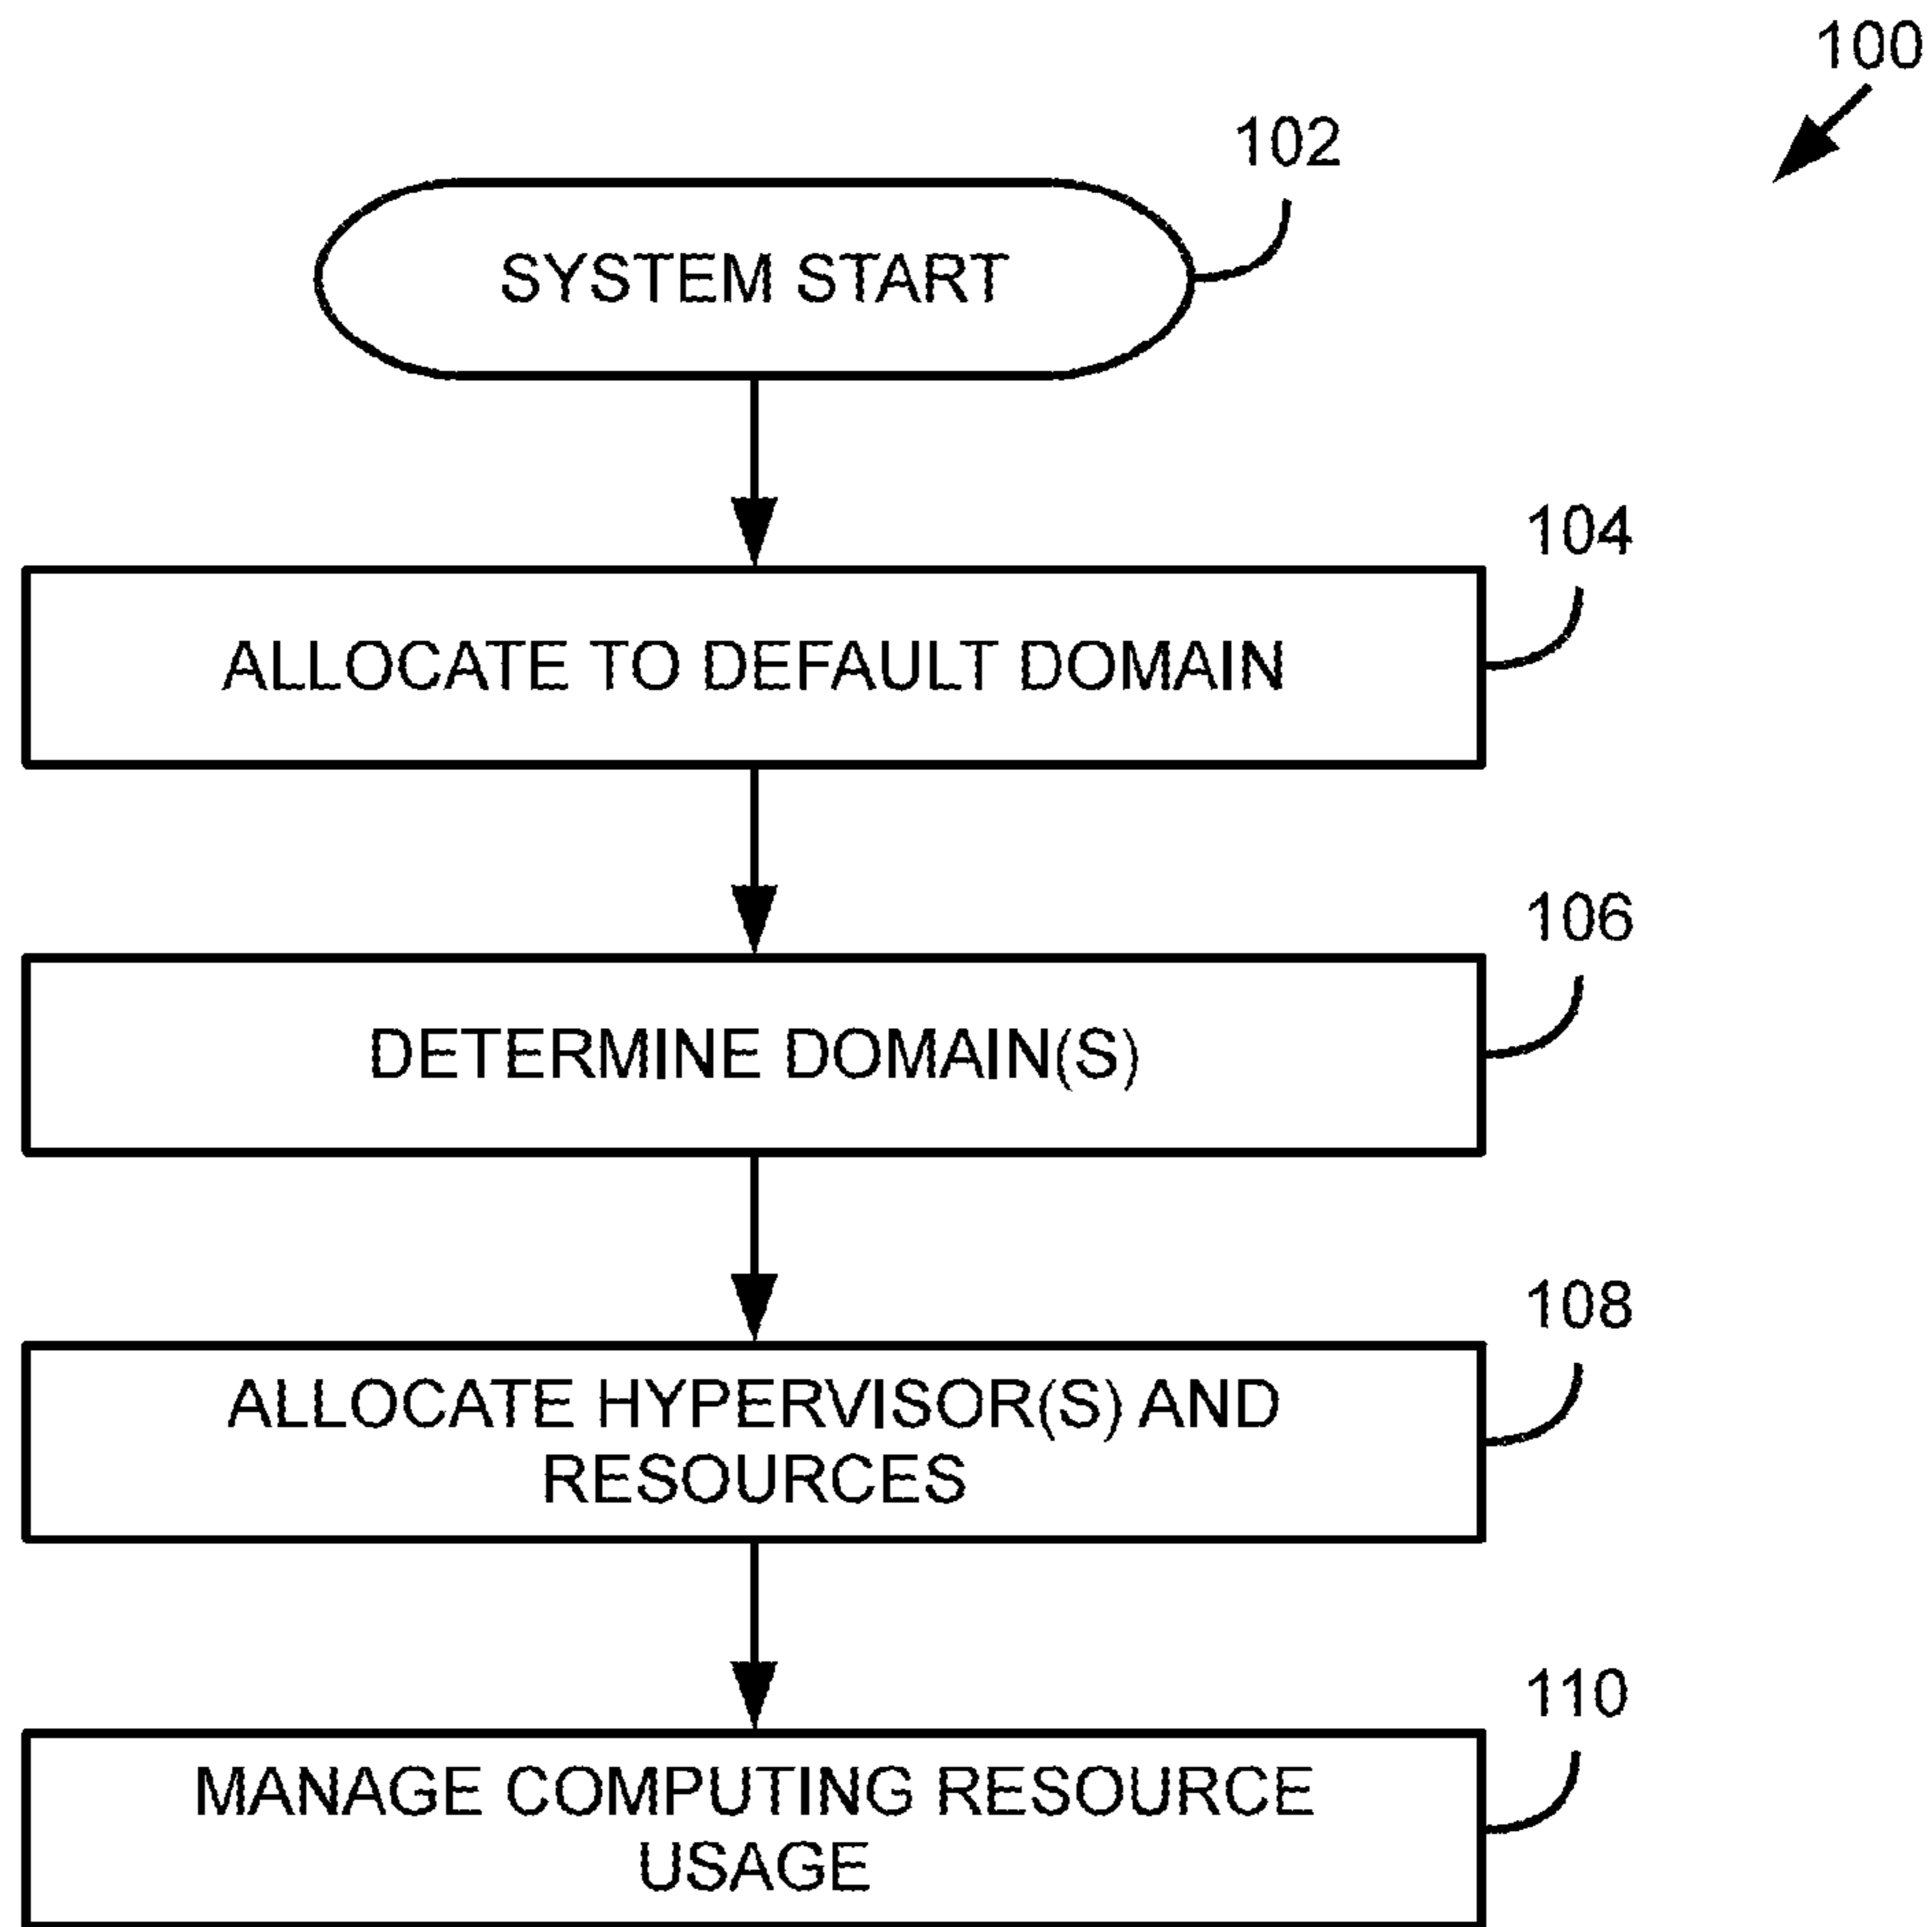 100
102
SYSTEM START
104
ALLOCATE TO DEFAULT DOMAIN
106
DETERMINE DOMAIN(S)
108
ALLOCATE HYPERVISOR(S) AND
RESOURCES
110
MANAGE COMPUTING RESOURCE
USAGE